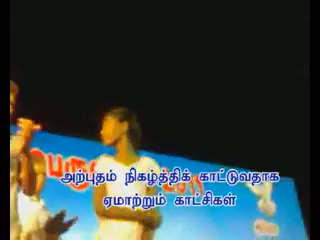 அற்புதம் நிகழ்த்திக் காட்டுவதாக
ஏமாற்றும் காட்சிகள்